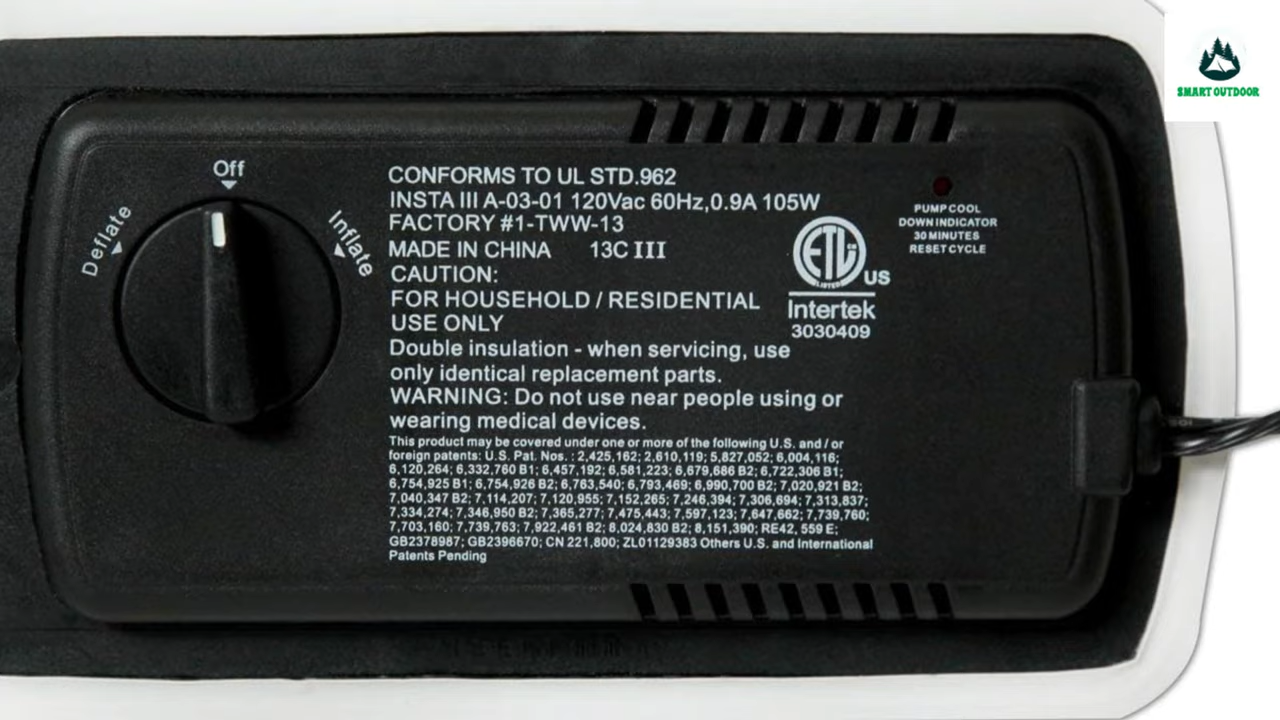 SMART OUTDOOR
Off
Deflate
Inflate
CONFORMS TO UL STD.962
INSTA III A-03-01 120Vac 60Hz,0.9A 105W
FACTORY #1-TWW-13
MADE IN CHINA 13C III
CAUTION:
FOR HOUSEHOLD / RESIDENTIAL
USE ONLY
Double insulation - when servicing, use
only identical replacement parts.
WARNING: Do not use near people using or
wearing medical devices.
This product may be covered under one or more of the following U.S. and / or
foreign patents: U.S. Pat. Nos. : 2,425,162; 2,610,119; 5,827,052; 6,004,116;
6,120,264; 6,332,760 B1; 6,457,192; 6,581,223; 6,679,686 B2; 6,722,306 B1;
6,754,925 B1; 6,754,926 B2; 6,763,540; 6,793,469; 6,990,700 B2; 7,020,921 B2;
7,040,347 B2; 7,114,207; 7,120,955; 7,152,265; 7,246,394; 7,306,694; 7,313,837;
7,334,274; 7,346,950 B2; 7,365,277; 7,475,443; 7,597,123; 7,647,662; 7,739,760;
7,703,160; 7,739,763; 7,922,461 B2; 8,024,830 B2; 8,151,390; RE42, 559 E;
GB2378987; GB2396670; CN 221,800; ZL01129383 Others U.S. and International
Patents Pending
ETL
LISTED
US
Intertek
3030409
PUMP COOL
DOWN INDICATOR
30 MINUTES
RESET CYCLE